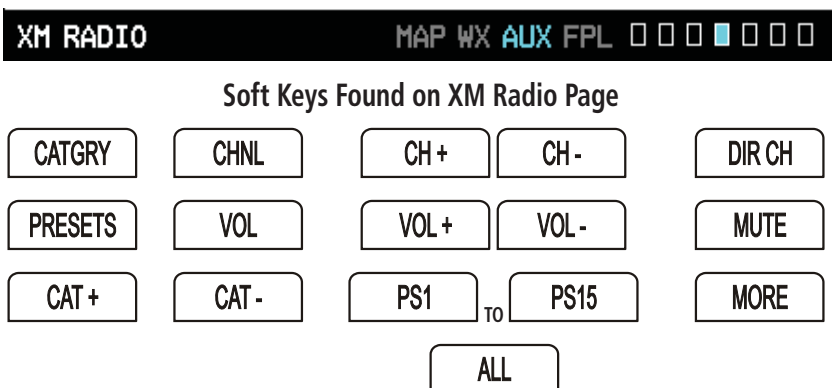 XM RADIO MAP WX AUX FPL
Soft Keys Found on XM Radio Page
CATGRY CHNL CH + CH - DIR CH
PRESETS VOL VOL + VOL - MUTE
CAT + CAT - PS1 TO PS15 MORE
ALL